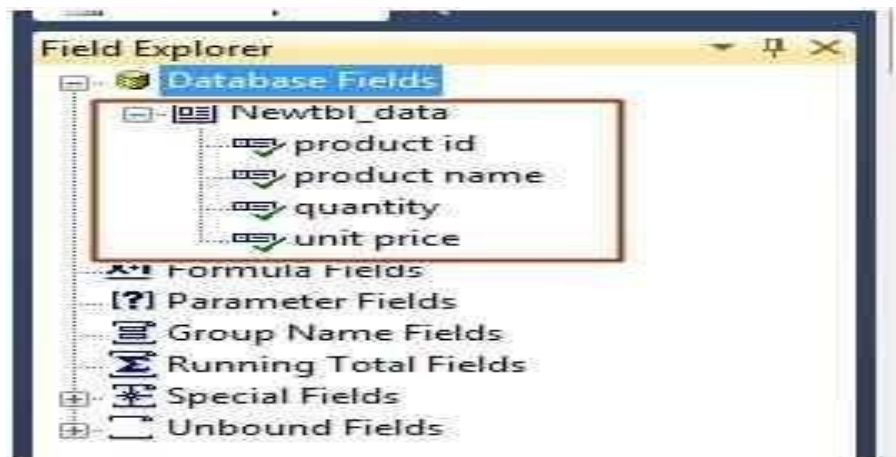 Field Explorer
Database Fields
Newtbl_data
product id
product name
quantity
unit price
Formula Fields
[?] Parameter Fields
Group Name Fields
Running Total Fields
Special Fields
Unbound Fields